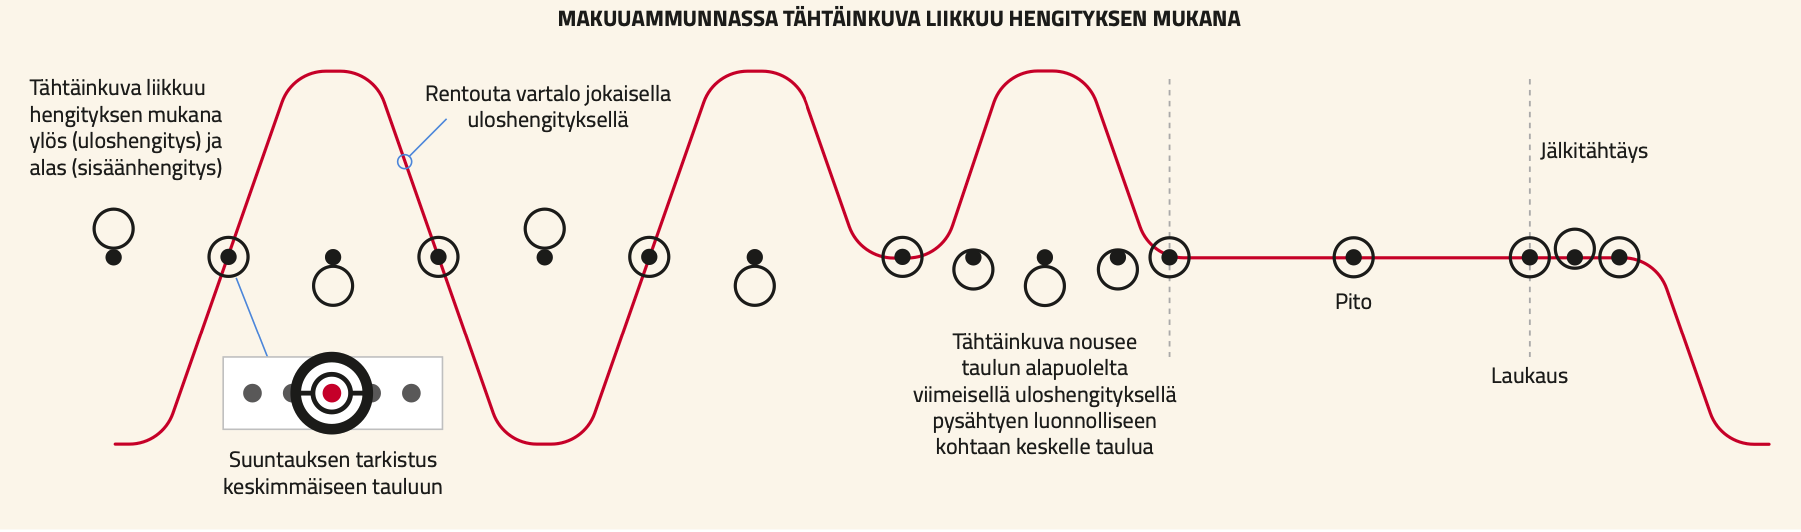 MAKUUAMMUNNASSA TÄHTÄINKUVA LIIKKUU HENGITYKSEN MUKANA
Tähtäinkuva liikkuu
hengityksen mukana
ylös (uloshengitys) ja
alas (sisäänhengitys)
Rentouta vartalo jokaisella
uloshengityksellä
Suuntauksen tarkistus
keskimmäiseen tauluun
Tähtäinkuva nousee
taulun alapuolelta
viimeisellä uloshengityksellä
pysähtyen luonnolliseen
kohtaan keskelle taulua
Pito
Jälkitähtäys
Laukaus